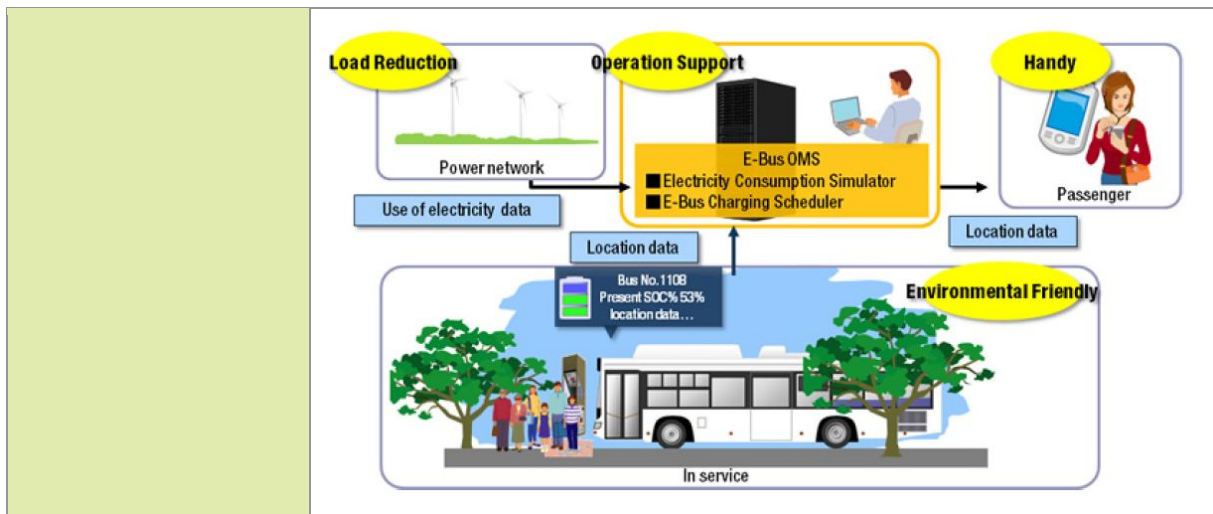 Load Reduction
Power network
Use of electricity data
Operation Support
E-Bus OMS
■ Electricity Consumption Simulator
■ E-Bus Charging Scheduler
Handy
Passenger
Location data
Location data
Bus No.1108
Present SOC% 53%
location data...
Environmental Friendly
In service